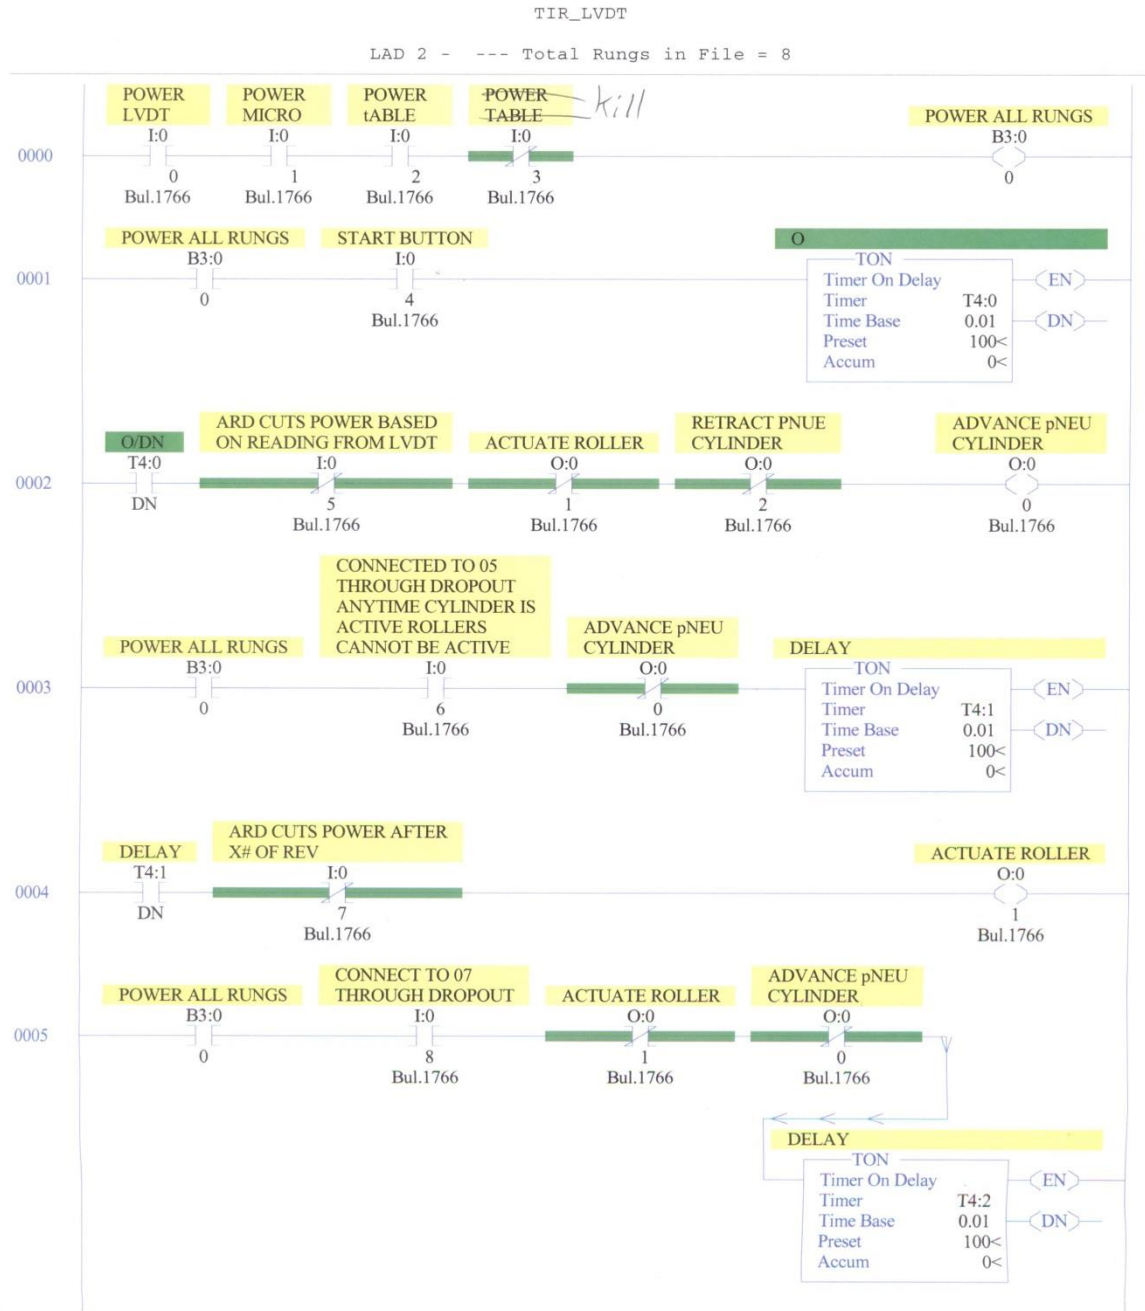 TIR_LVDT
LAD 2 - --- Total Rungs in File = 8
POWER LVDT
I:0
0
Bul.1766
POWER MICRO
I:0
1
Bul.1766
POWER tABLE
I:0
2
Bul.1766
POWER TABLE
kill
I:0
3
Bul.1766
POWER ALL RUNGS
B3:0
0
0000
POWER ALL RUNGS
B3:0
0
START BUTTON
I:0
4
Bul.1766
O
TON
Timer On Delay
Timer T4:0
Time Base 0.01
Preset 100<
Accum 0<
EN
DN
0001
O/DN
T4:0
DN
ARD CUTS POWER BASED
ON READING FROM LVDT
I:0
5
Bul.1766
ACTUATE ROLLER
O:0
1
Bul.1766
RETRACT PNUE
CYLINDER
O:0
2
Bul.1766
ADVANCE pNEU
CYLINDER
O:0
0
Bul.1766
0002
POWER ALL RUNGS
B3:0
0
CONNECTED TO 05
THROUGH DROPOUT
ANYTIME CYLINDER IS
ACTIVE ROLLERS
CANNOT BE ACTIVE
I:0
6
Bul.1766
ADVANCE pNEU
CYLINDER
O:0
0
Bul.1766
DELAY
TON
Timer On Delay
Timer T4:1
Time Base 0.01
Preset 100<
Accum 0<
EN
DN
0003
DELAY
T4:1
DN
ARD CUTS POWER AFTER
X# OF REV
I:0
7
Bul.1766
ACTUATE ROLLER
O:0
1
Bul.1766
0004
POWER ALL RUNGS
B3:0
0
CONNECT TO 07
THROUGH DROPOUT
I:0
8
Bul.1766
ACTUATE ROLLER
O:0
1
Bul.1766
ADVANCE pNEU
CYLINDER
O:0
0
Bul.1766
0005
DELAY
TON
Timer On Delay
Timer T4:2
Time Base 0.01
Preset 100<
Accum 0<
EN
DN